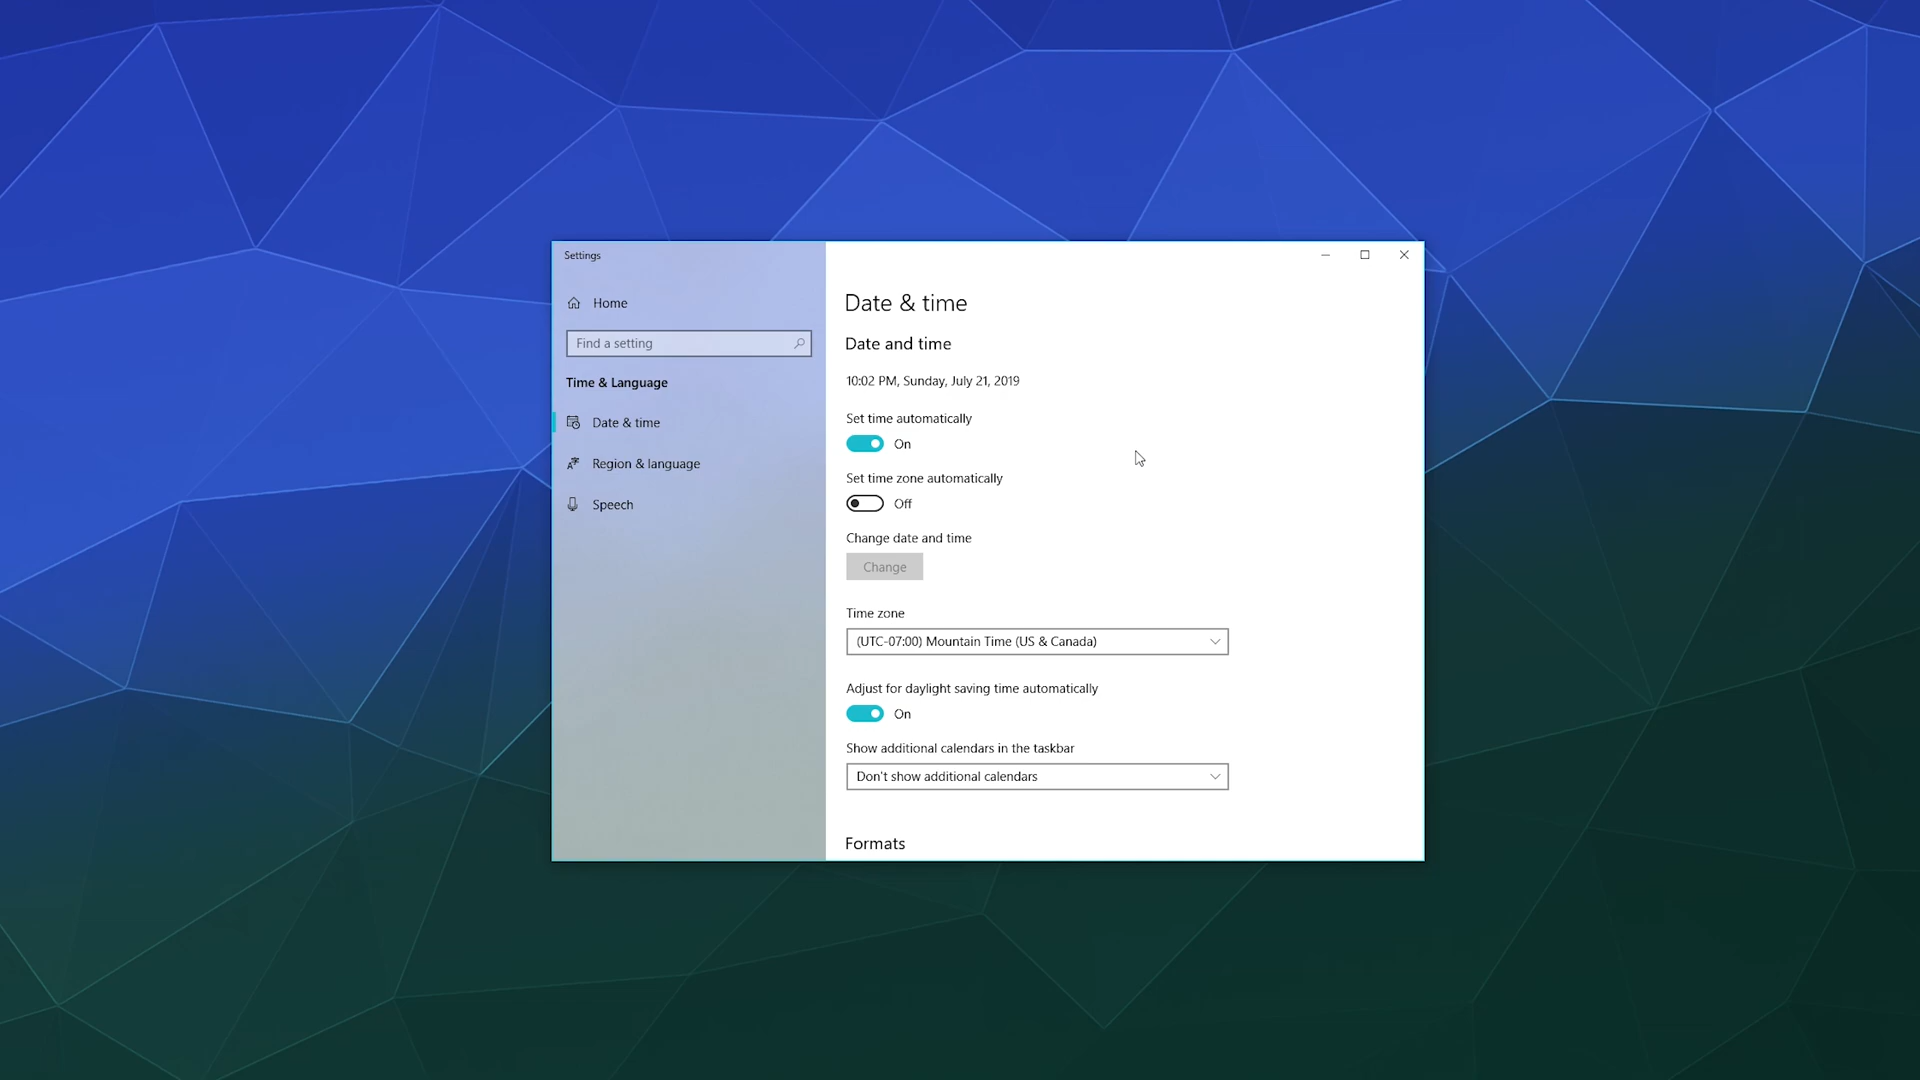 Settings
Home
Find a setting
Time & Language
Date & time
Region & language
Speech
Date & time
Date and time
10:02 PM, Sunday, July 21, 2019
Set time automatically
On
Set time zone automatically
Off
Change date and time
Change
Time zone
(UTC-07:00) Mountain Time (US & Canada)
Adjust for daylight saving time automatically
On
Show additional calendars in the taskbar
Don't show additional calendars
Formats